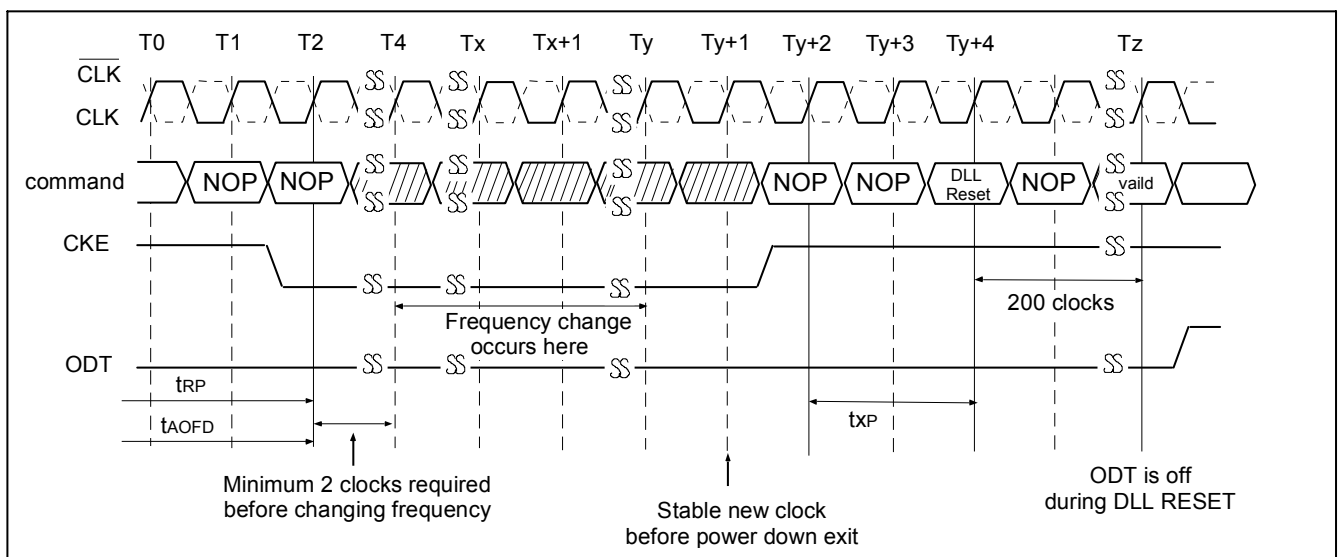 T0 T1 T2 T4 Tx Tx+1 Ty Ty+1 Ty+2 Ty+3 Ty+4 Tz
CLK
CLK
command NOP NOP NOP NOP DLL Reset NOP vaild
CKE
200 clocks
Frequency change
occurs here
ODT
tRP
tXP
tAOFD
Minimum 2 clocks required
before changing frequency
Stable new clock
before power down exit
ODT is off
during DLL RESET